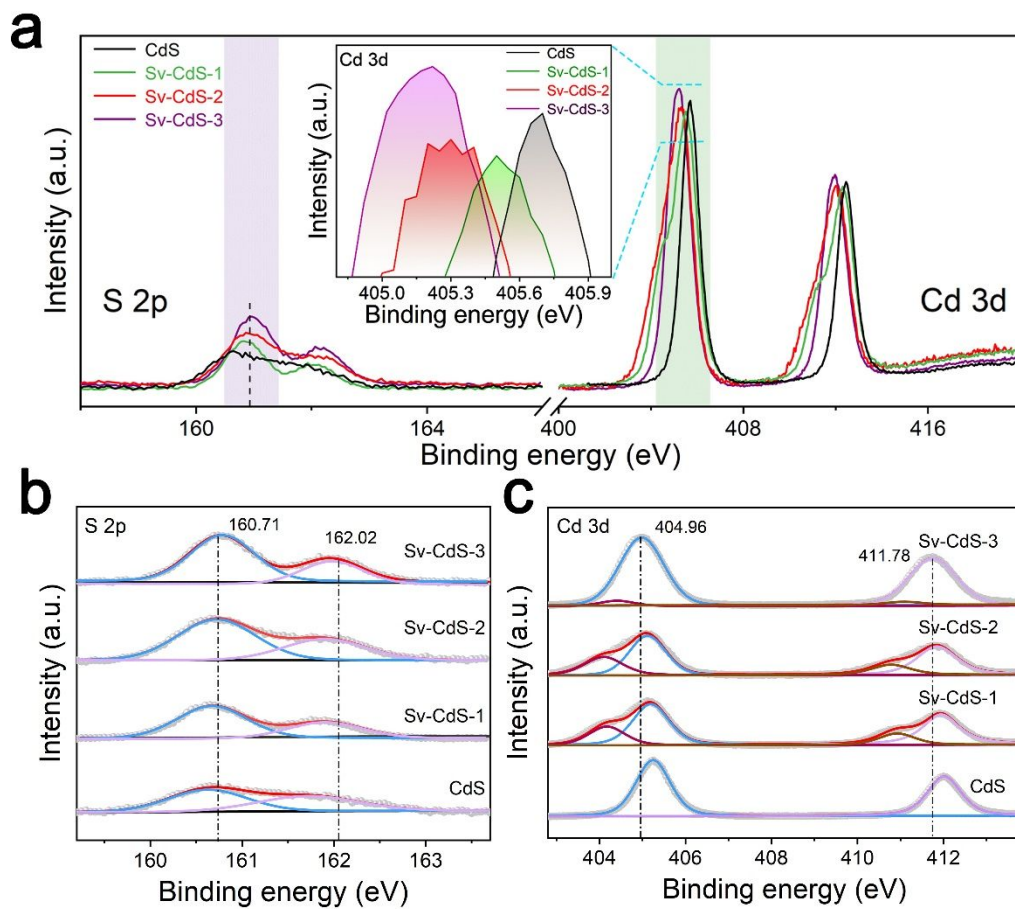 a
CdS
Sv-CdS-1
Sv-CdS-2
Sv-CdS-3
Cd 3d
CdS
Sv-CdS-1
Sv-CdS-2
Sv-CdS-3
Intensity (a.u.)
405.0 405.3 405.6 405.9
Binding energy (eV)
Intensity (a.u.)
S 2p
Cd 3d
160 164 400 408 416
Binding energy (eV)
b
S 2p
160.71
162.02
Sv-CdS-3
Sv-CdS-2
Sv-CdS-1
CdS
Intensity (a.u.)
160 161 162 163
Binding energy (eV)
c
Cd 3d
404.96
411.78
Sv-CdS-3
Sv-CdS-2
Sv-CdS-1
CdS
Intensity (a.u.)
404 406 408 410 412
Binding energy (eV)